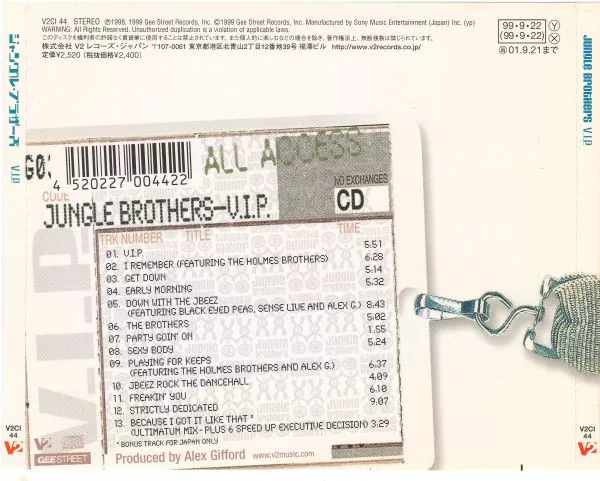 V2CI 44 STEREO ℗1998, 1999 Gee Street Records, Inc. ©1999 Gee Street Records, Inc. Manufactured by Sony Music Entertainment (Japan) Inc. (yp)
WARNING: All Rights Reserved. Unauthorized duplication is a violation of applicable laws.
このディスクを権利者の許諾なく賃貸業に使用することは禁止されています。また個人的に楽しむなどの場合を除き、著作権法上、無断複製は禁じられています。
株式会社 V2 レコーズ・ジャパン 〒107-0061 東京都港区北青山2丁目12番地39号 福澤ビル http://www.v2records.co.jp/
定価¥2,520 (税抜価格¥2,400)
99・9・22 Y
(99・9・22) X
再 01.9.21まで
ジャングル・ブラザーズ V.I.P.
JUNGLE BROTHERS V.I.P.
4 520227 004422
ALL ACCESS
NO EXCHANGES
CODE
CD
JUNGLE BROTHERS-V.I.P.
TRK NUMBER TITLE TIME
01. V.I.P. 5.51
02. I REMEMBER (FEATURING THE HOLMES BROTHERS) 6.28
03. GET DOWN 5.14
04. EARLY MORNING 5.32
05. DOWN WITH THE JBEEZ
(FEATURING BLACK EYED PEAS, SENSE LIVE AND ALEX G.) 8.43
06. THE BROTHERS 5.02
07. PARTY GOIN' ON 1.55
08. SEXY BODY 5.24
09. PLAYING FOR KEEPS
(FEATURING THE HOLMES BROTHERS AND ALEX G.) 6.37
10. JBEEZ ROCK THE DANCEHALL 4.09
11. FREAKIN' YOU 6.10
12. STRICTLY DEDICATED 9.07
13. BECAUSE I GOT IT LIKE THAT *
(ULTIMATUM MIX- PLUS 6 SPEED UP EXECUTIVE DECISION) 3:29
* BONUS TRACK FOR JAPAN ONLY
Produced by Alex Gifford www.v2music.com
V.I.P
V2CI
44
V2
GEE STREET
V2CI
44
V2